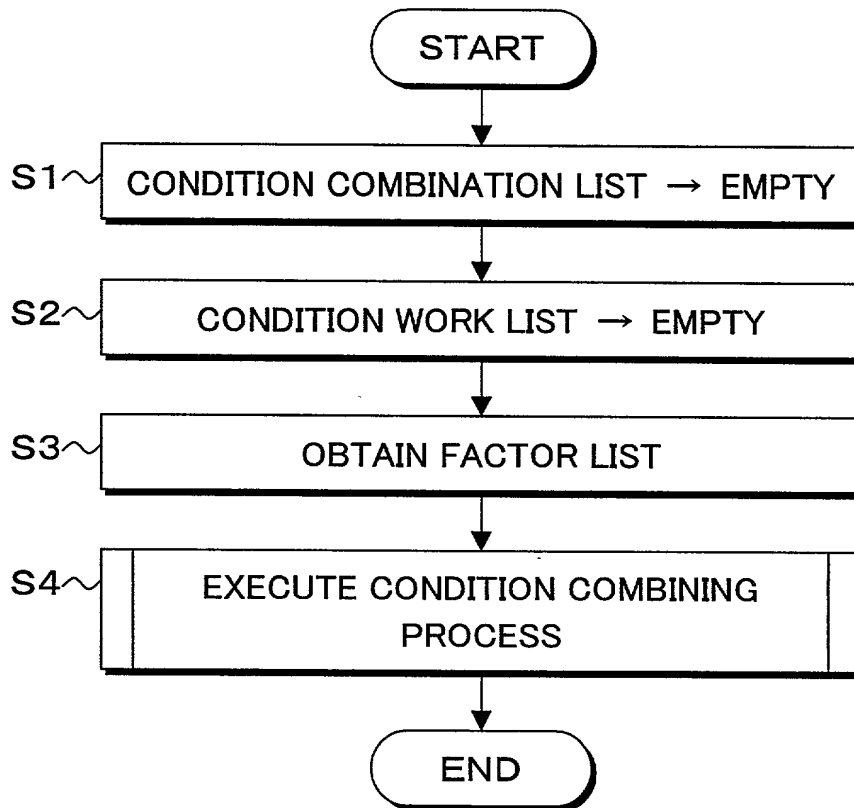 START
S1 CONDITION COMBINATION LIST → EMPTY
S2 CONDITION WORK LIST → EMPTY
S3 OBTAIN FACTOR LIST
S4 EXECUTE CONDITION COMBINING
PROCESS
END